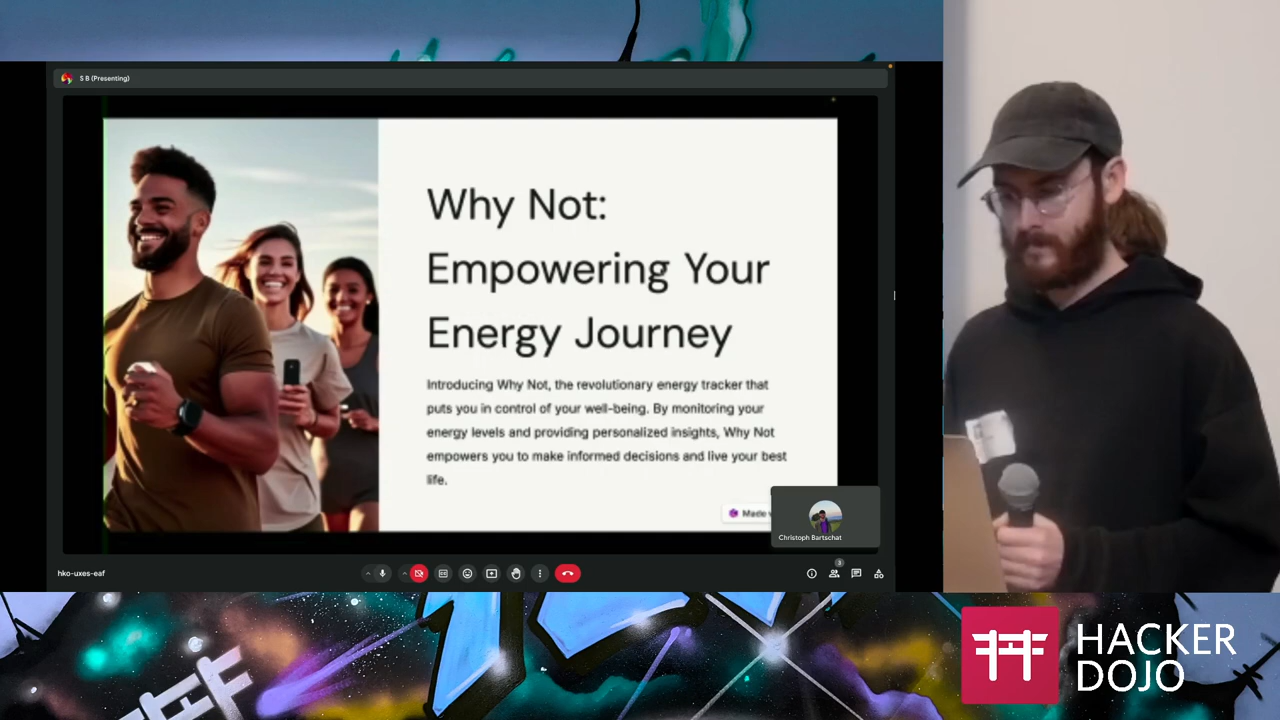 S B (Presenting)
Why Not:
Empowering Your
Energy Journey
Introducing Why Not, the revolutionary energy tracker that
puts you in control of your well-being. By monitoring your
energy levels and providing personalized insights, Why Not
empowers you to make informed decisions and live your best
life.
Made
Christoph Bartschat
hko-uxes-eaf
3
HACKER
DOJO